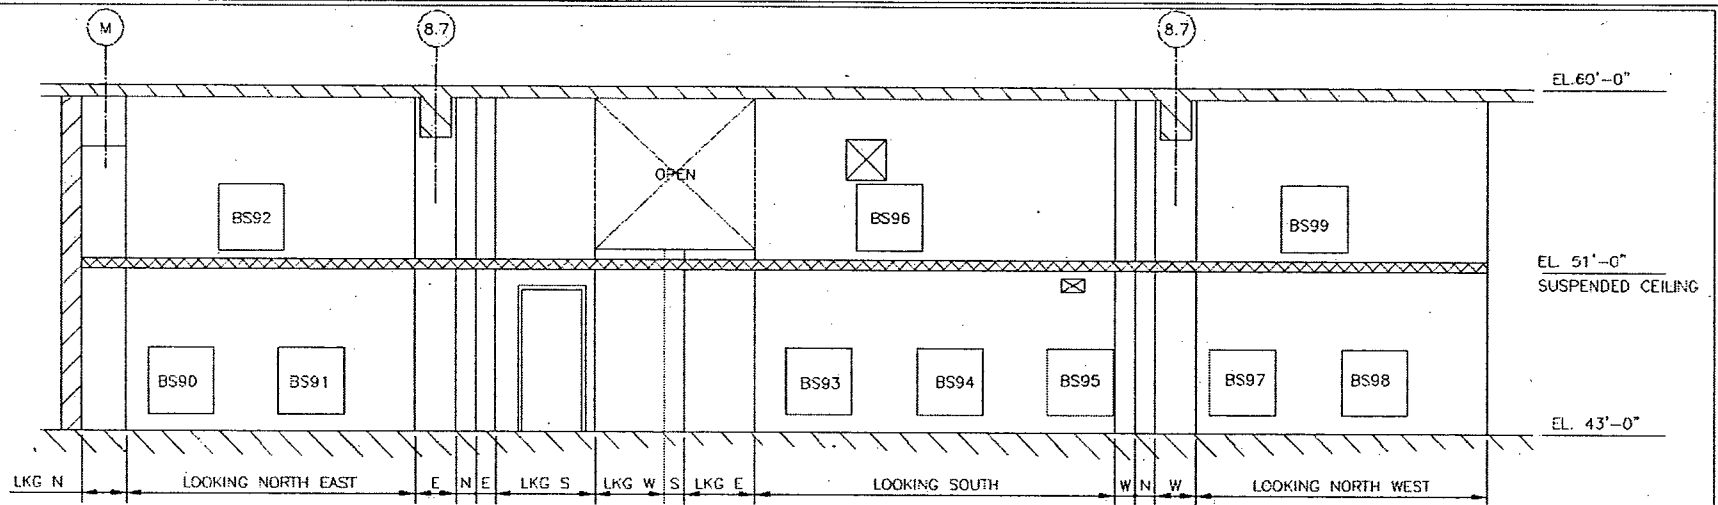 M
8.7
8.7
EL.60'-0"
OPEN
BS92
BS96
BS99
EL. 51'-0"
SUSPENDED CEILING
BS90
BS91
BS93
BS94
BS95
BS97
BS98
EL. 43'-0"
LKG N
LOOKING NORTH EAST
E
N
E
LKG S
LKG W
S
LKG E
LOOKING SOUTH
W
N
W
LOOKING NORTH WEST